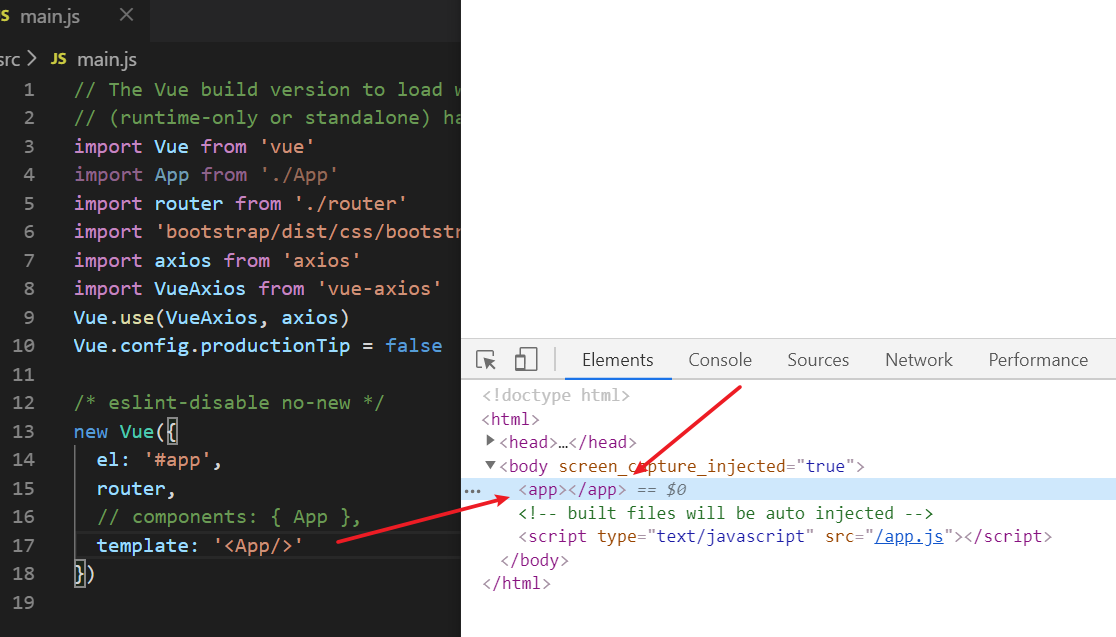 JS main.js
src > JS main.js
1 // The Vue build version to load
2 // (runtime-only or standalone)
3 import Vue from 'vue'
4 import App from './App'
5 import router from './router'
6 import 'bootstrap/dist/css/bootstr
7 import axios from 'axios'
8 import VueAxios from 'vue-axios'
9 Vue.use(VueAxios, axios)
10 Vue.config.productionTip = false
11
12 /* eslint-disable no-new */
13 new Vue({
14 el: '#app',
15 router,
16 // components: { App },
17 template: '<App/>'
18 })
19
Elements Console Sources Network Performance
<!doctype html>
<html>
<head>…</head>
<body screen_capture_injected="true">
<app></app> == $0
<!-- built files will be auto injected -->
<script type="text/javascript" src="/app.js"></script>
</body>
</html>